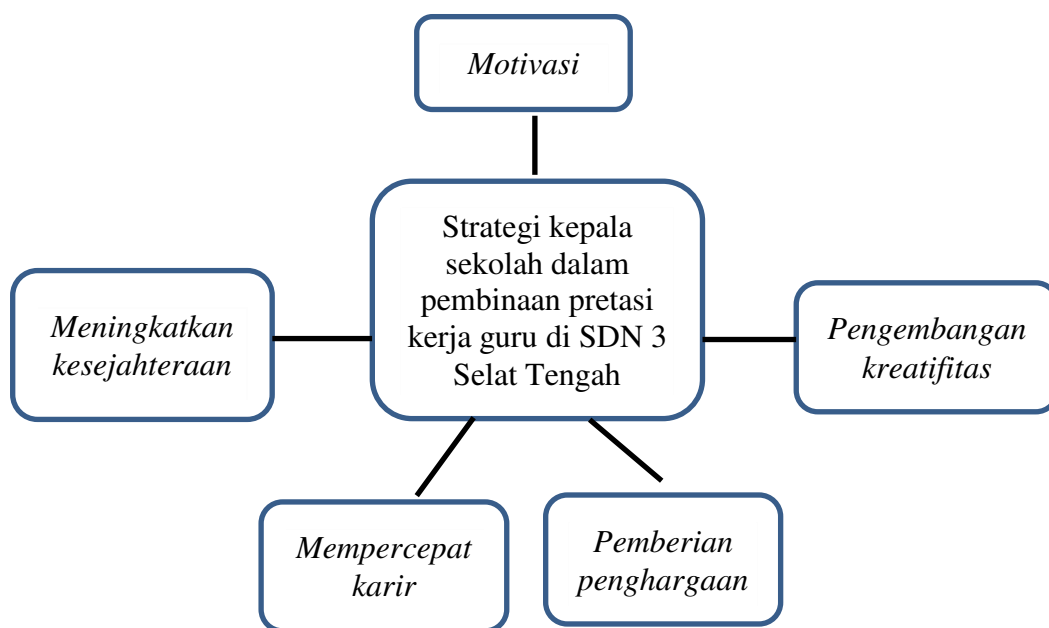 Motivasi
Strategi kepala
sekolah dalam
pembinaan pretasi
kerja guru di SDN 3
Selat Tengah
Meningkatkan
kesejahteraan
Pengembangan
kreatifitas
Mempercepat
karir
Pemberian
penghargaan